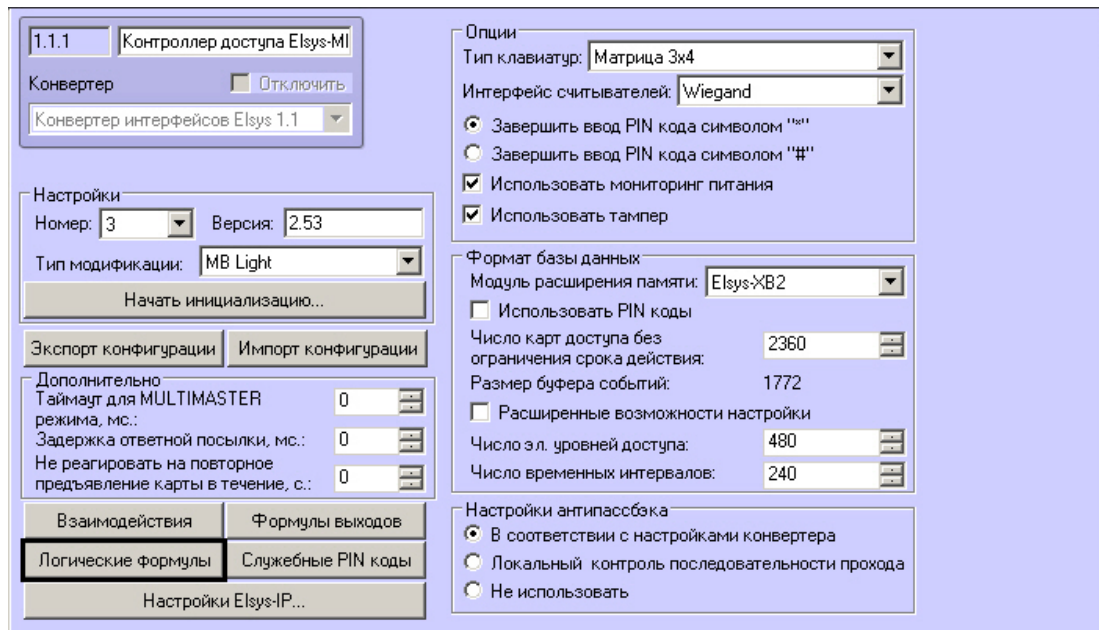 1.1.1 Контроллер доступа Elsys-MI
Конвертер Отключить
Конвертер интерфейсов Elsys 1.1
Настройки
Номер: 3 Версия: 2.53
Тип модификации: MB Light
Начать инициализацию...
Экспорт конфигурации Импорт конфигурации
Дополнительно
Таймаут для MULTIMASTER 0
режима, мс.:
Задержка ответной посылки, мс.: 0
Не реагировать на повторное
предъявление карты в течение, с.: 0
Взаимодействия Формулы выходов
Логические формулы Служебные PIN коды
Настройки Elsys-IP...
Опции
Тип клавиатур: Матрица 3x4
Интерфейс считывателей: Wiegand
Завершить ввод PIN кода символом "*"
Завершить ввод PIN кода символом "#"
Использовать мониторинг питания
Использовать тампер
Формат базы данных
Модуль расширения памяти: Elsys-XB2
Использовать PIN коды
Число карт доступа без
ограничения срока действия: 2360
Размер буфера событий: 1772
Расширенные возможности настройки
Число эл. уровней доступа: 480
Число временных интервалов: 240
Настройки антипассбэка
В соответствии с настройками конвертера
Локальный контроль последовательности прохода
Не использовать